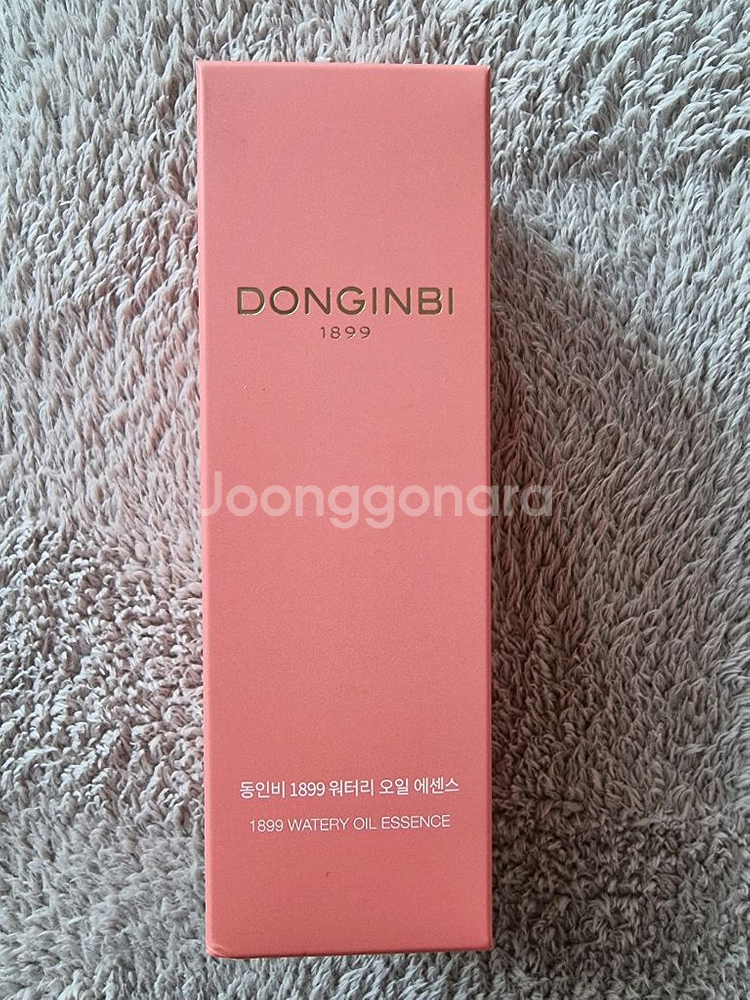 DONGINBI
1899
Joonggonara
동인비 1899 워터리 오일 에센스
1899 WATERY OIL ESSENCE